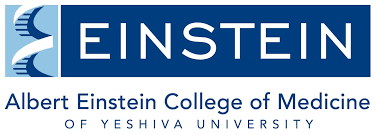 EINSTEIN
Albert Einstein College of Medicine
OF YESHIVA UNIVERSITY